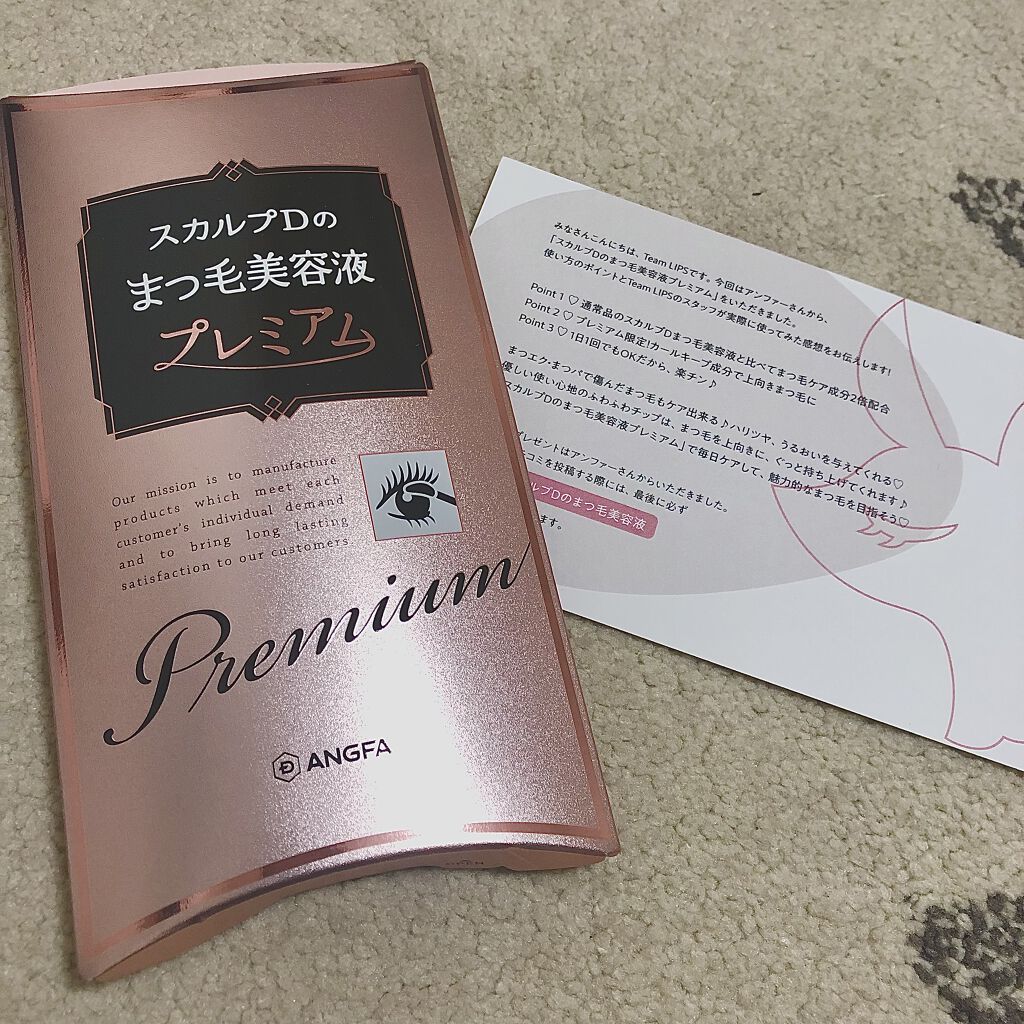 スカルプDの
まつ毛美容液
プレミアム
Our mission is to manufacture
products which meet each
customer's individual demand
and to bring long lasting
satisfaction to our customers
Premium
ANGFA
OPEN
みなさんこんにちは、Team LIPSです。今回はアンファーさんから、
「スカルプDのまつ毛美容液プレミアム」をいただきました。
使い方のポイントとTeam LIPSのスタッフが実際に使ってみた感想をお伝えします!
Point 1 ♡ 通常品のスカルプDまつ毛美容液と比べてまつ毛ケア成分2倍配合
Point 2 ♡ プレミアム限定!カールキープ成分で上向きまつ毛に
Point 3 ♡ 1日1回でもOKだから、楽チン♪
まつエク・まつパで傷んだまつ毛もケア出来る♪ハリツヤ、うるおいを与えてくれる♡
優しい使い心地のふわふわチップは、まつ毛を上向きに、ぐっと持ち上げてくれます♪
スカルプDのまつ毛美容液プレミアム」で毎日ケアして、魅力的なまつ毛を目指そう♡
プレゼントはアンファーさんからいただきました。
コミを投稿する際には、最後に必ず
ルプDのまつ毛美容液
ます。